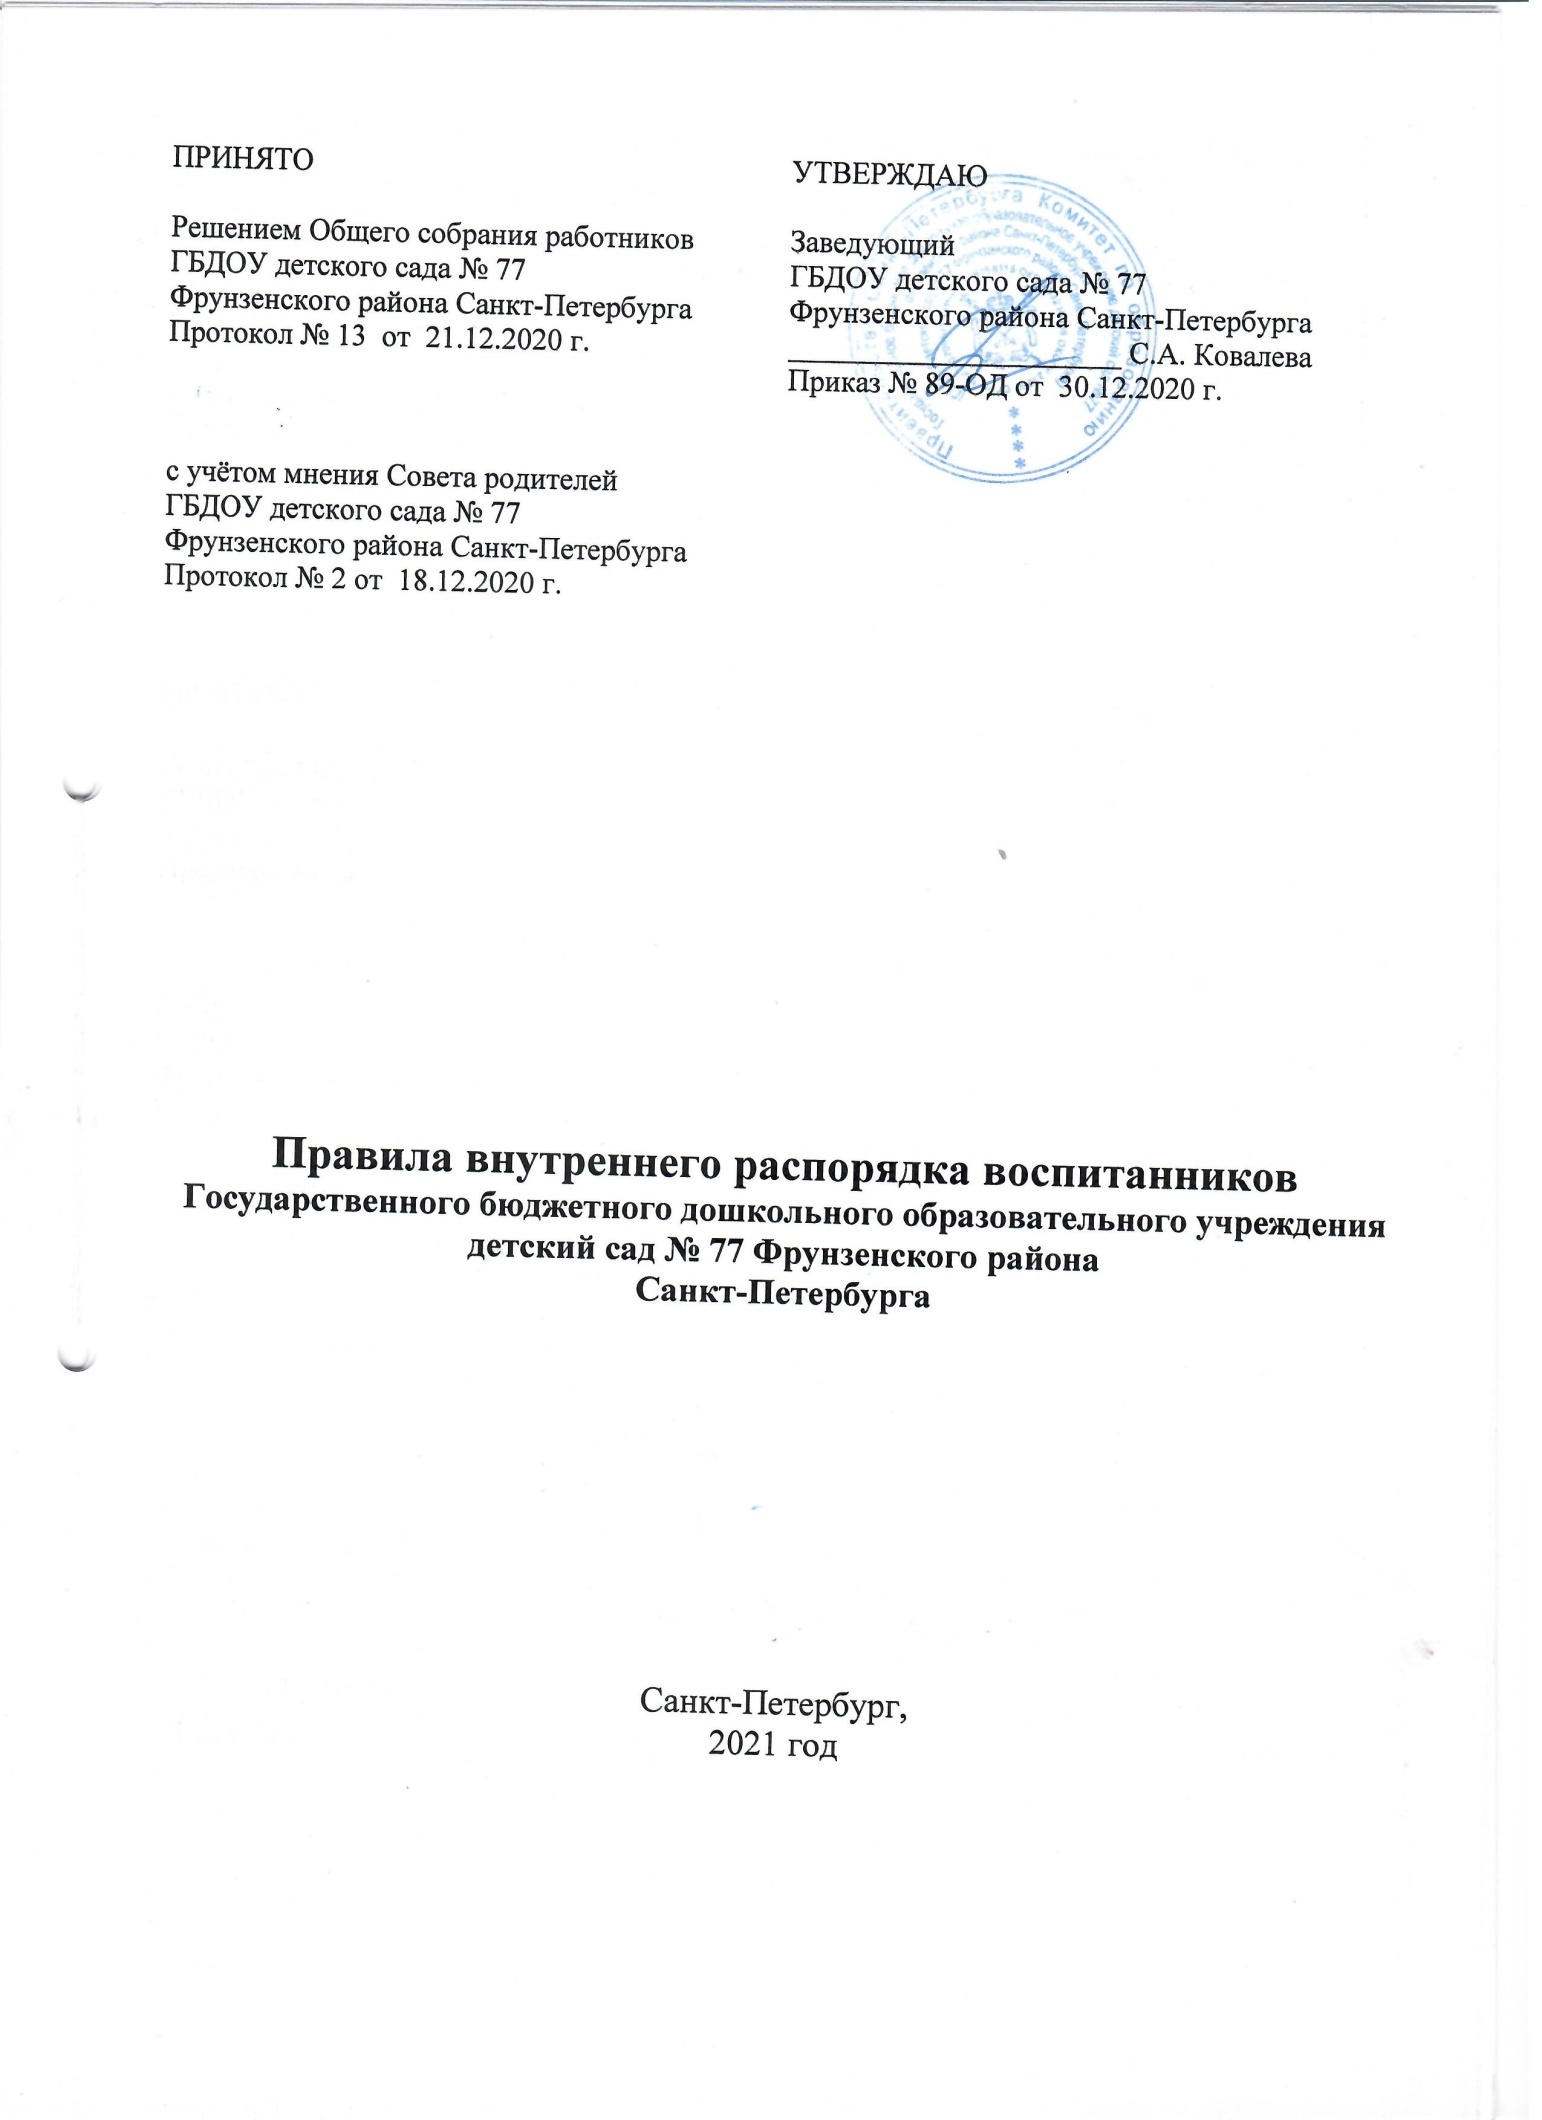 ПРИНЯТО
Решением Общего собрания работников
ГБДОУ детского сада № 77
Фрунзенского района Санкт-Петербурга
Протокол № 13 от 21.12.2020 г.
с учётом мнения Совета родителей
ГБДОУ детского сада № 77
Фрунзенского района Санкт-Петербурга
Протокол № 2 от 18.12.2020 г.
УТВЕРЖДАЮ
Заведующий
ГБДОУ детского сада № 77
Фрунзенского района Санкт-Петербурга
______________________ С.А. Ковалева
Приказ № 89-ОД от 30.12.2020 г.
Комитет по образованию
Правила внутреннего распорядка воспитанников
Государственного бюджетного дошкольного образовательного учреждения
детский сад № 77 Фрунзенского района
Санкт-Петербурга
Санкт-Петербург,
2021 год